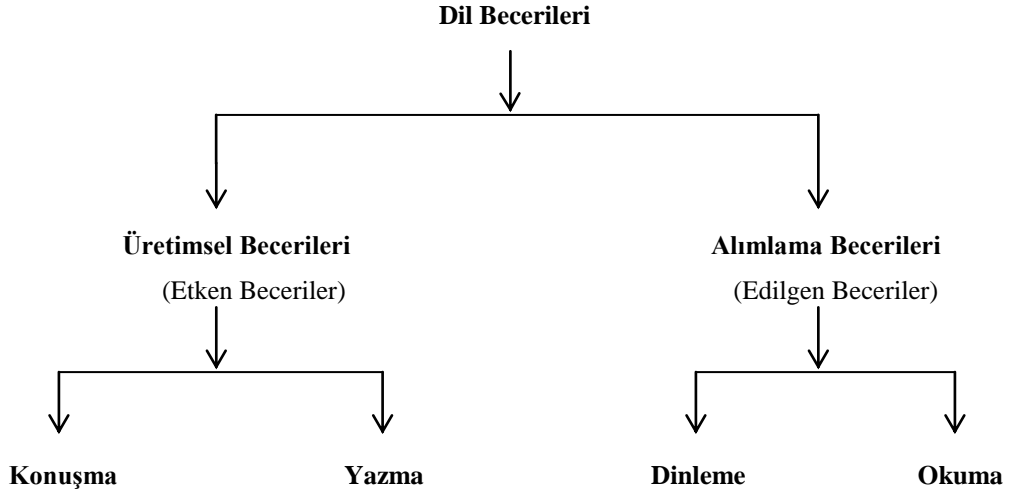 Dil Becerileri
Üretimsel Becerileri
(Etken Beceriler)
Alımlama Becerileri
(Edilgen Beceriler)
Konuşma
Yazma
Dinleme
Okuma